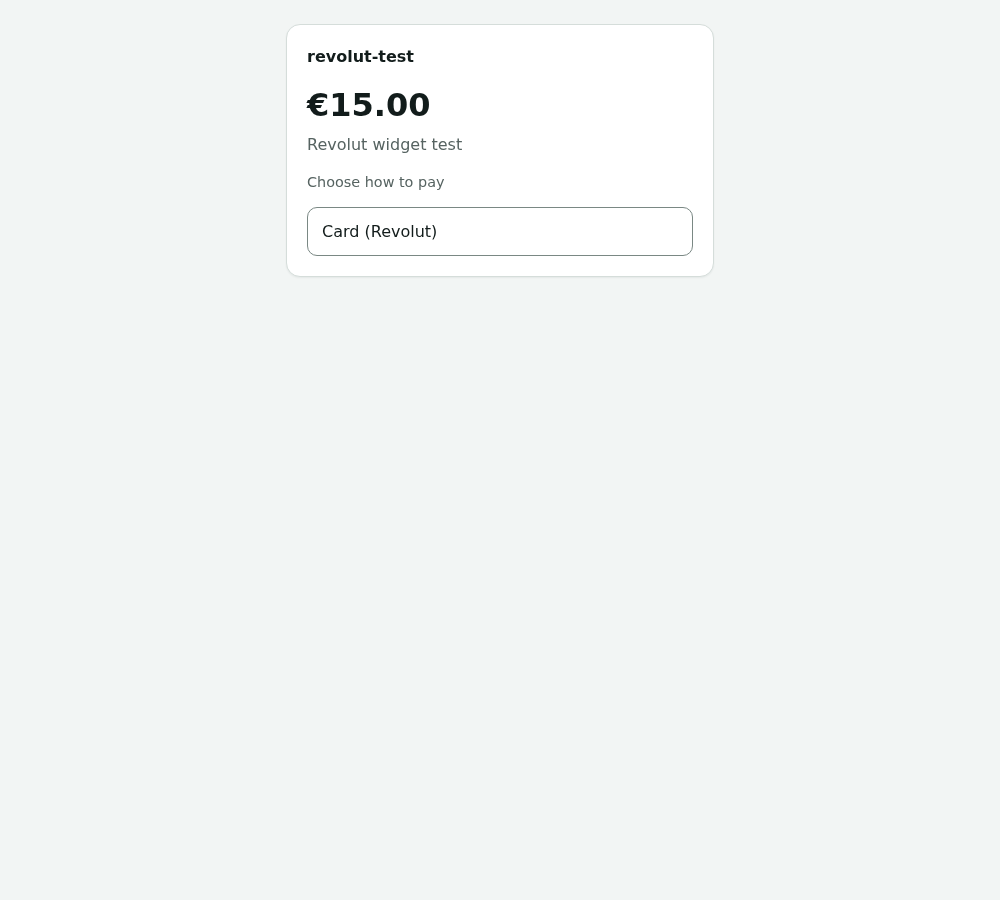 revolut-test
€15.00
Revolut widget test
Choose how to pay
Card (Revolut)